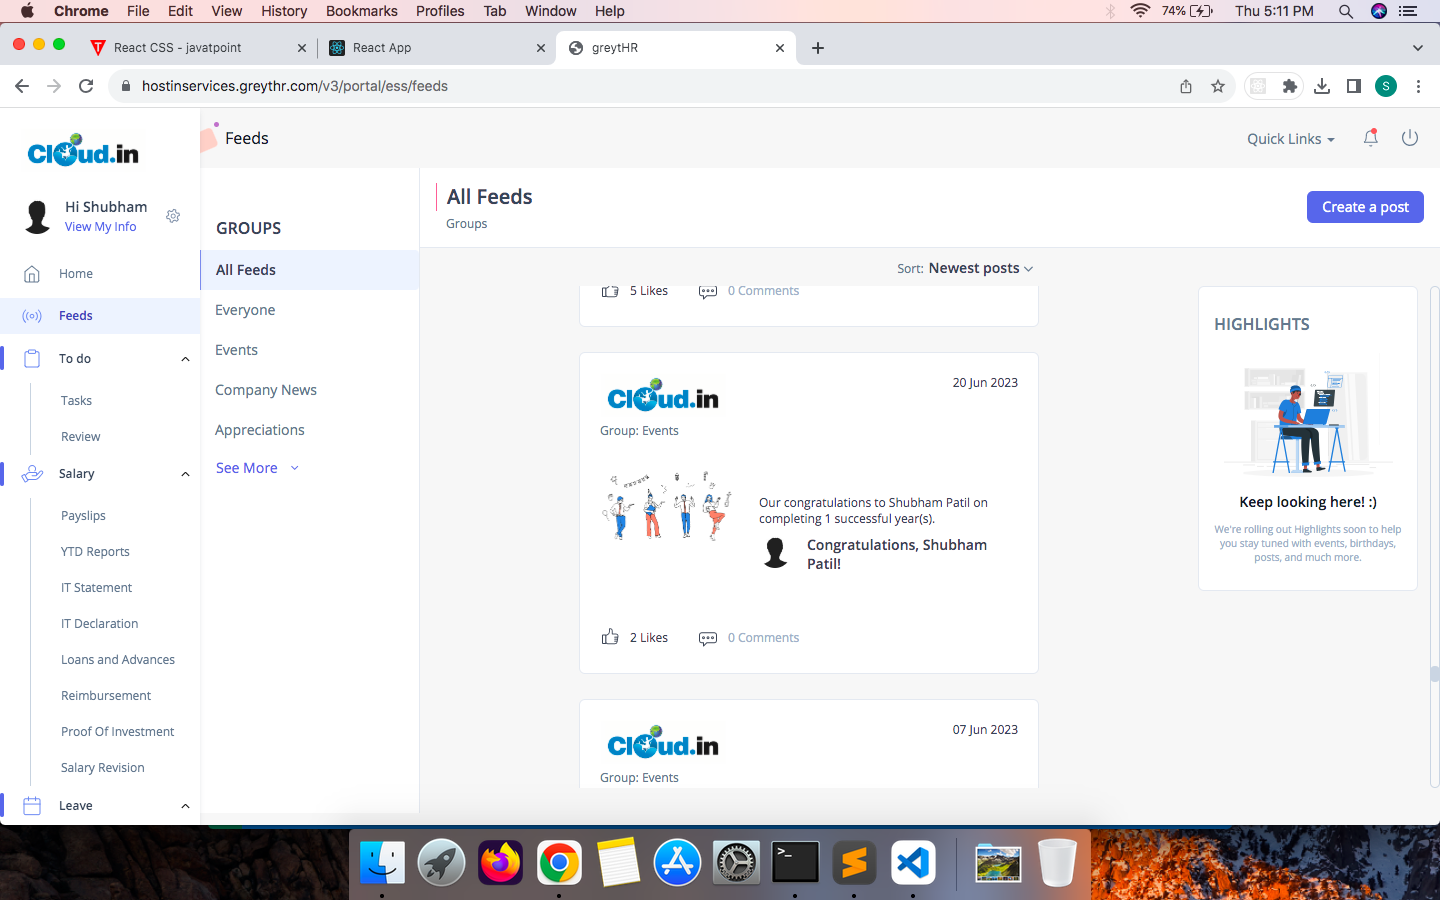 Chrome File Edit View History Bookmarks Profiles Tab Window Help
74% Thu 5:11 PM
React CSS - javatpoint
React App
greytHR
hostinservices.greythr.com/v3/portal/ess/feeds
S
Cloud.in
Hi Shubham
View My Info
Home
Feeds
To do
Tasks
Review
Salary
Payslips
YTD Reports
IT Statement
IT Declaration
Loans and Advances
Reimbursement
Proof Of Investment
Salary Revision
Leave
Feeds
Quick Links
GROUPS
All Feeds
Everyone
Events
Company News
Appreciations
See More
All Feeds
Groups
Create a post
Sort: Newest posts
5 Likes 0 Comments
Cloud.in
20 Jun 2023
Group: Events
Our congratulations to Shubham Patil on
completing 1 successful year(s).
Congratulations, Shubham
Patil!
2 Likes 0 Comments
Cloud.in
07 Jun 2023
Group: Events
HIGHLIGHTS
Keep looking here! :)
We're rolling out Highlights soon to help
you stay tuned with events, birthdays,
posts, and much more.